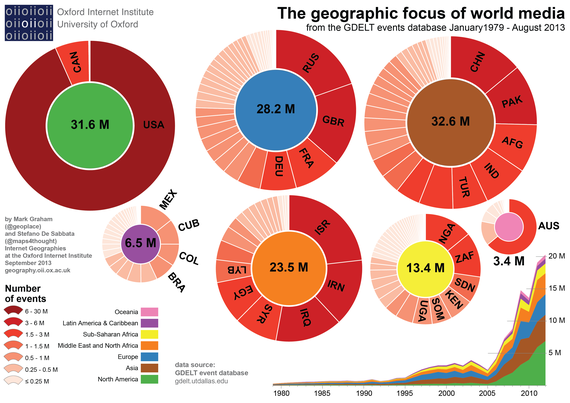 oiioiioii
oiioiioii
oiioiioii
Oxford Internet Institute
University of Oxford
The geographic focus of world media
from the GDELT events database January1979 - August 2013
CAN
USA
31.6 M
RUS
GBR
FRA
DEU
28.2 M
CHN
PAK
AFG
IND
TUR
32.6 M
MEX
CUB
COL
BRA
6.5 M
ISR
IRN
IRQ
SYR
EGY
LYB
23.5 M
NGA
ZAF
SDN
KEN
SOM
UGA
13.4 M
AUS
3.4 M
by Mark Graham
(@geoplace)
and Stefano De Sabbata
(@maps4thought)
Internet Geographies
at the Oxford Internet Institute
September 2013
geography.oii.ox.ac.uk
Number
of events
6 - 30 M
3 - 6 M
1.5 - 3 M
1 - 1.5 M
0.5 - 1 M
0.25 - 0.5 M
≤ 0.25 M
Oceania
Latin America & Caribbean
Sub-Saharan Africa
Middle East and North Africa
Europe
Asia
North America
data source:
GDELT event database
gdelt.utdallas.edu
20 M
15 M
10 M
5 M
1980
1985
1990
1995
2000
2005
2010